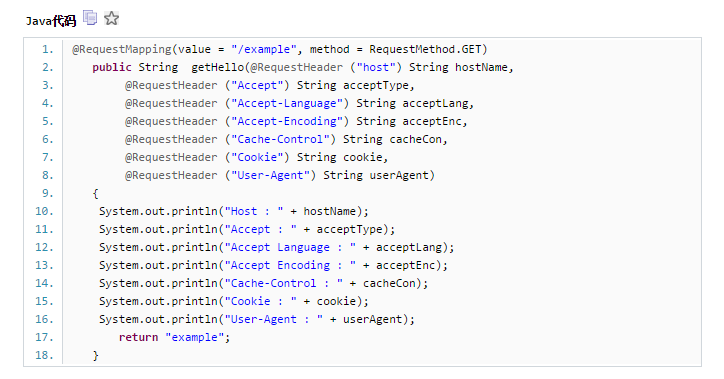 Java代码
1. @RequestMapping(value = "/example", method = RequestMethod.GET)
2. public String  getHello(@RequestHeader ("host") String hostName,
3. @RequestHeader ("Accept") String acceptType,
4. @RequestHeader ("Accept-Language") String acceptLang,
5. @RequestHeader ("Accept-Encoding") String acceptEnc,
6. @RequestHeader ("Cache-Control") String cacheCon,
7. @RequestHeader ("Cookie") String cookie,
8. @RequestHeader ("User-Agent") String userAgent)
9. {
10. System.out.println("Host : " + hostName);
11. System.out.println("Accept : " + acceptType);
12. System.out.println("Accept Language : " + acceptLang);
13. System.out.println("Accept Encoding : " + acceptEnc);
14. System.out.println("Cache-Control : " + cacheCon);
15. System.out.println("Cookie : " + cookie);
16. System.out.println("User-Agent : " + userAgent);
17. return "example";
18. }